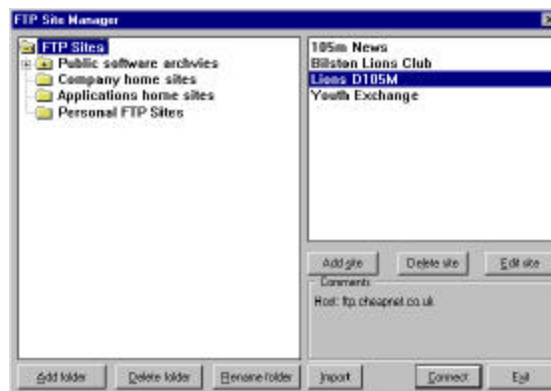 FTP Site Manager
FTP Sites
Public software archvies
Company home sites
Applications home sites
Personal FTP Sites
105m News
Bilston Lions Club
Lions D105M
Youth Exchange
Add site
Delete site
Edit site
Comments
Host: ftp.cheapnet.co.uk
Add folder
Delete folder
Rename folder
Import
Connect
Exit